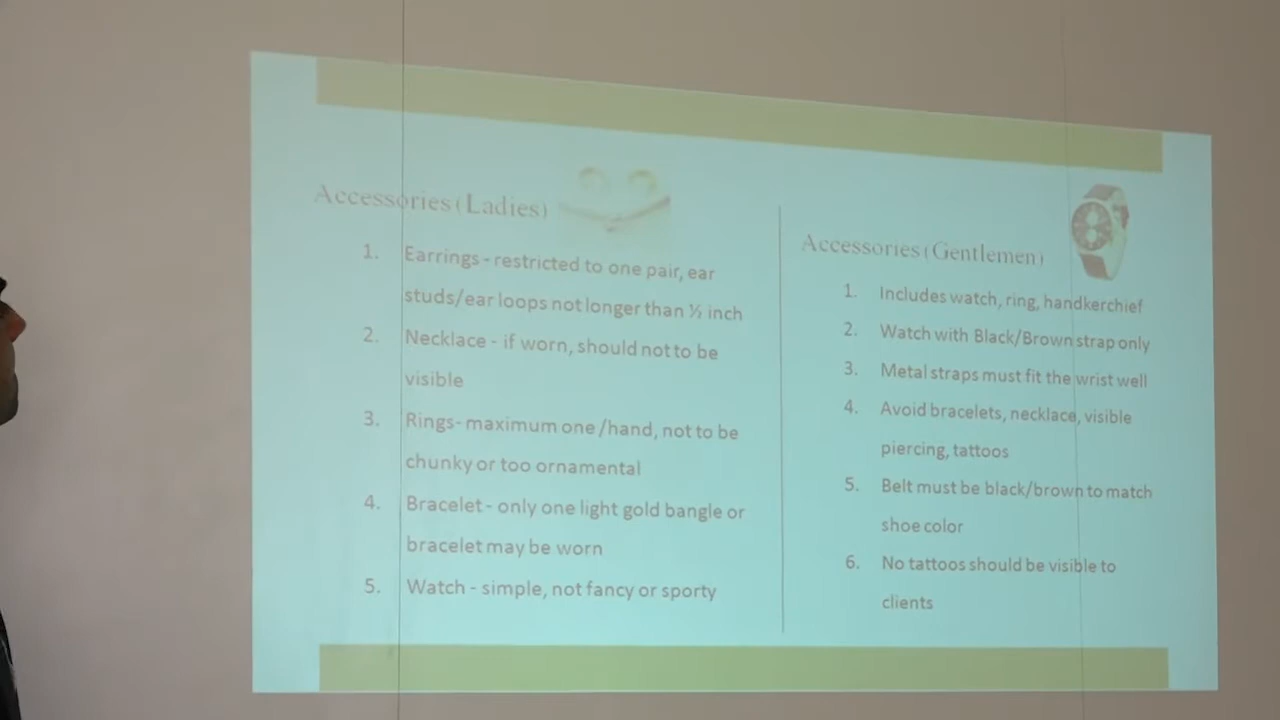 Accessories (Ladies)
1. Earrings - restricted to one pair, ear
studs/ear loops not longer than ½ inch
2. Necklace - if worn, should not to be
visible
3. Rings- maximum one /hand, not to be
chunky or too ornamental
4. Bracelet - only one light gold bangle or
bracelet may be worn
5. Watch - simple, not fancy or sporty
Accessories (Gentlemen)
1. Includes watch, ring, handkerchief
2. Watch with Black/Brown strap only
3. Metal straps must fit the wrist well
4. Avoid bracelets, necklace, visible
piercing, tattoos
5. Belt must be black/brown to match
shoe color
6. No tattoos should be visible to
clients